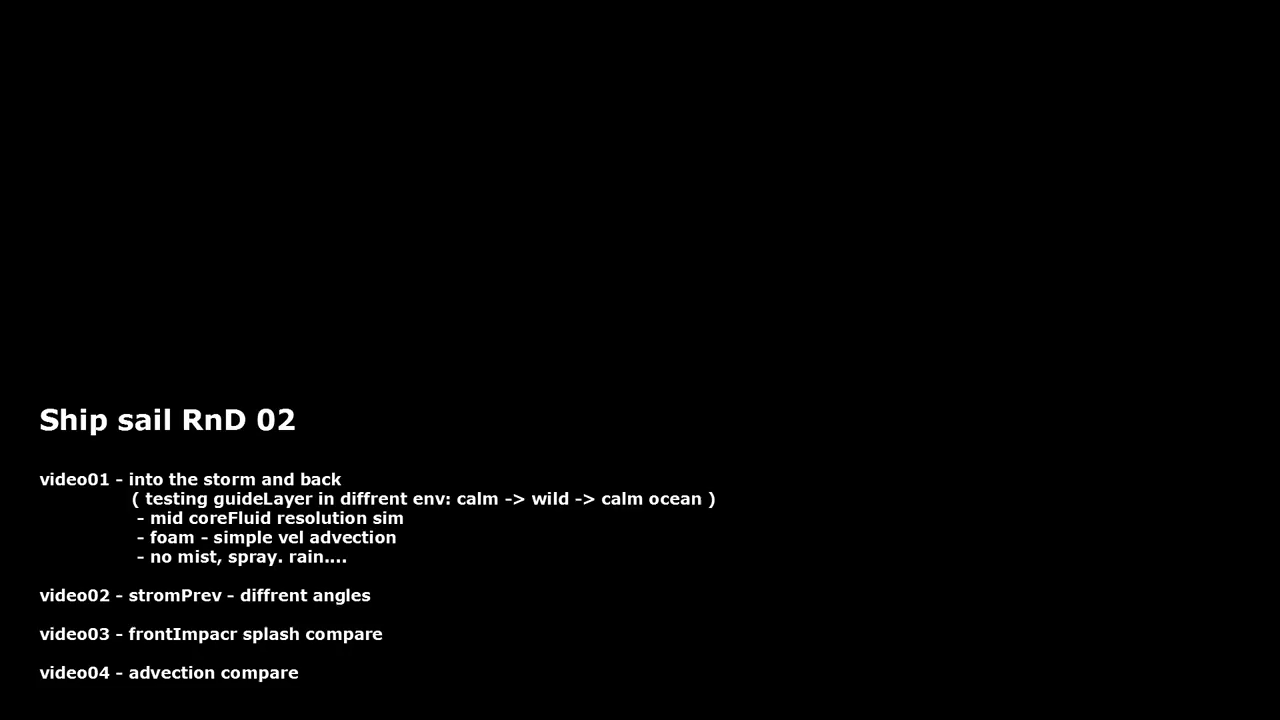 Ship sail RnD 02
video01 - into the storm and back
( testing guideLayer in diffrent env: calm -> wild -> calm ocean )
- mid coreFluid resolution sim
- foam - simple vel advection
- no mist, spray. rain....
video02 - stromPrev - diffrent angles
video03 - frontImpacr splash compare
video04 - advection compare